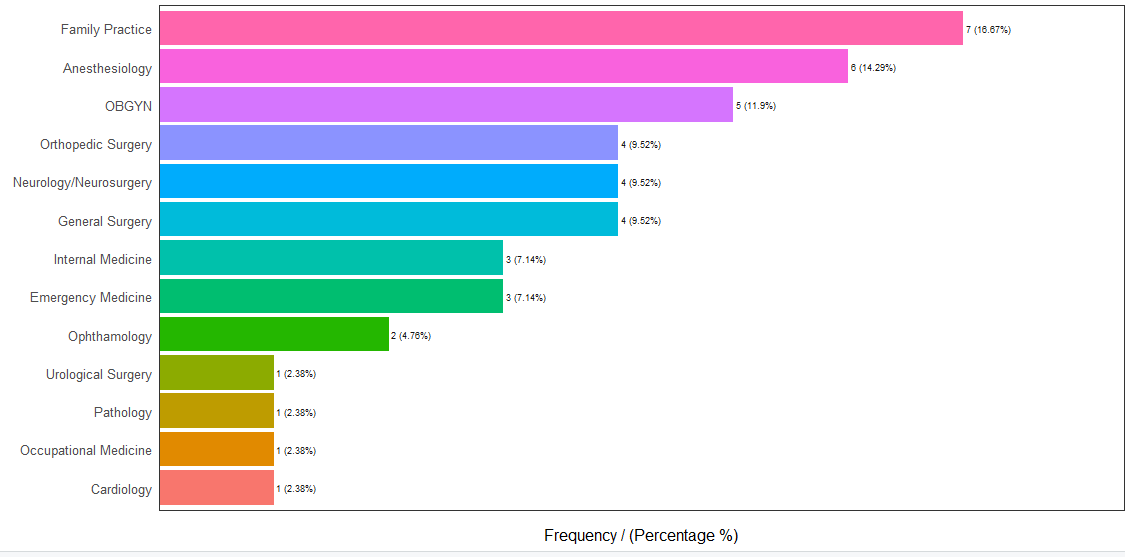 Family Practice 7 (16.67%)
Anesthesiology 6 (14.29%)
OBGYN 5 (11.9%)
Orthopedic Surgery 4 (9.52%)
Neurology/Neurosurgery 4 (9.52%)
General Surgery 4 (9.52%)
Internal Medicine 3 (7.14%)
Emergency Medicine 3 (7.14%)
Ophthamology 2 (4.76%)
Urological Surgery 1 (2.38%)
Pathology 1 (2.38%)
Occupational Medicine 1 (2.38%)
Cardiology 1 (2.38%)
Frequency / (Percentage %)